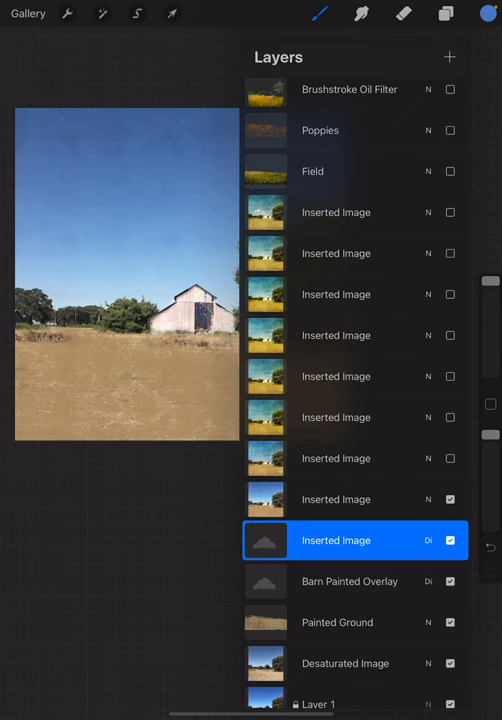 Gallery
Layers
Brushstroke Oil Filter N
Poppies N
Field N
Inserted Image N
Inserted Image N
Inserted Image N
Inserted Image N
Inserted Image N
Inserted Image N
Inserted Image N
Inserted Image N
Inserted Image Di
Barn Painted Overlay Di
Painted Ground N
Desaturated Image N
Layer 1 N